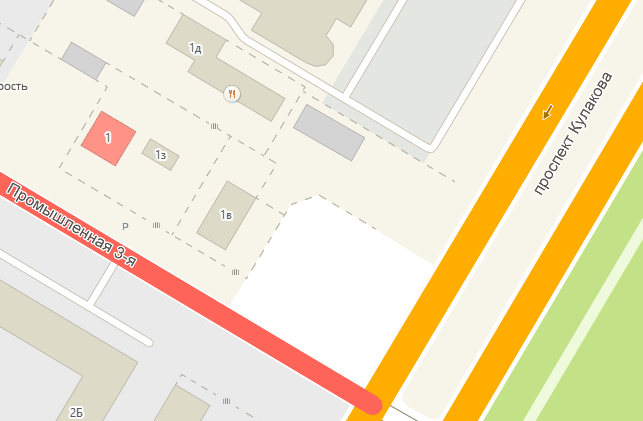 1д
рость
1
1з
проспект Кулакова
Промышленная 3-я
1в
P
2Б